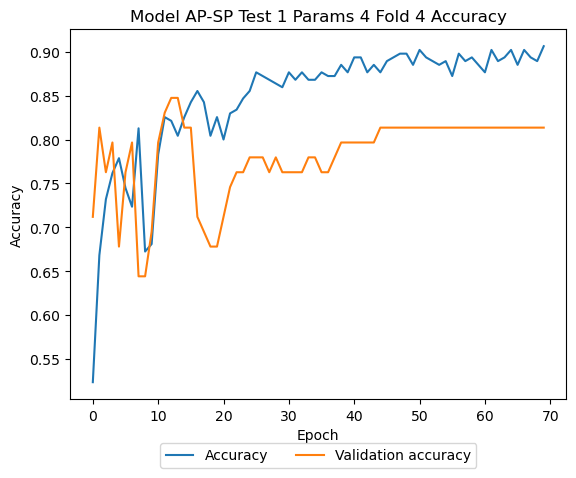 Model AP-SP Test 1 Params 4 Fold 4 Accuracy
0.90
0.85
0.80
0.75
0.70
0.65
0.60
0.55
Accuracy
0 10 20 30 40 50 60 70
Epoch
Accuracy Validation accuracy